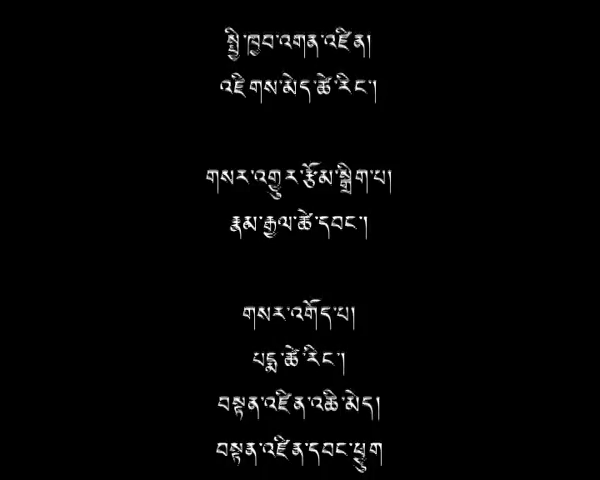 སྤྱི་ཁྱབ་འགན་འཛིན།
འཇིགས་མེད་ཚེ་རིང་།
གསར་འགྱུར་རྩོམ་སྒྲིག་པ།
རྣམ་རྒྱལ་ཚེ་དབང་།
གསར་འགོད་པ།
པདྨ་ཚེ་རིང་།
བསྟན་འཛིན་འཆི་མེད།
བསྟན་འཛིན་དབང་ཕྱུག